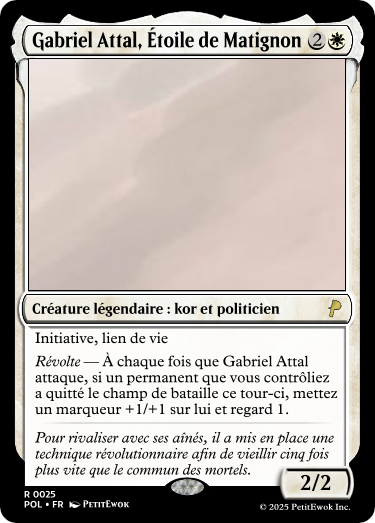 Gabriel Attal, Étoile de Matignon 2
Créature légendaire : kor et politicien
P
Initiative, lien de vie
Révolte — À chaque fois que Gabriel Attal
attaque, si un permanent que vous contrôliez
a quitté le champ de bataille ce tour-ci, mettez
un marqueur +1/+1 sur lui et regard 1.
Pour rivaliser avec ses aînés, il a mis en place une
technique révolutionnaire afin de vieillir cinq fois
plus vite que le commun des mortels.
2/2
R 0025
POL • FR PetitEwok
© 2025 PetitEwok Inc.